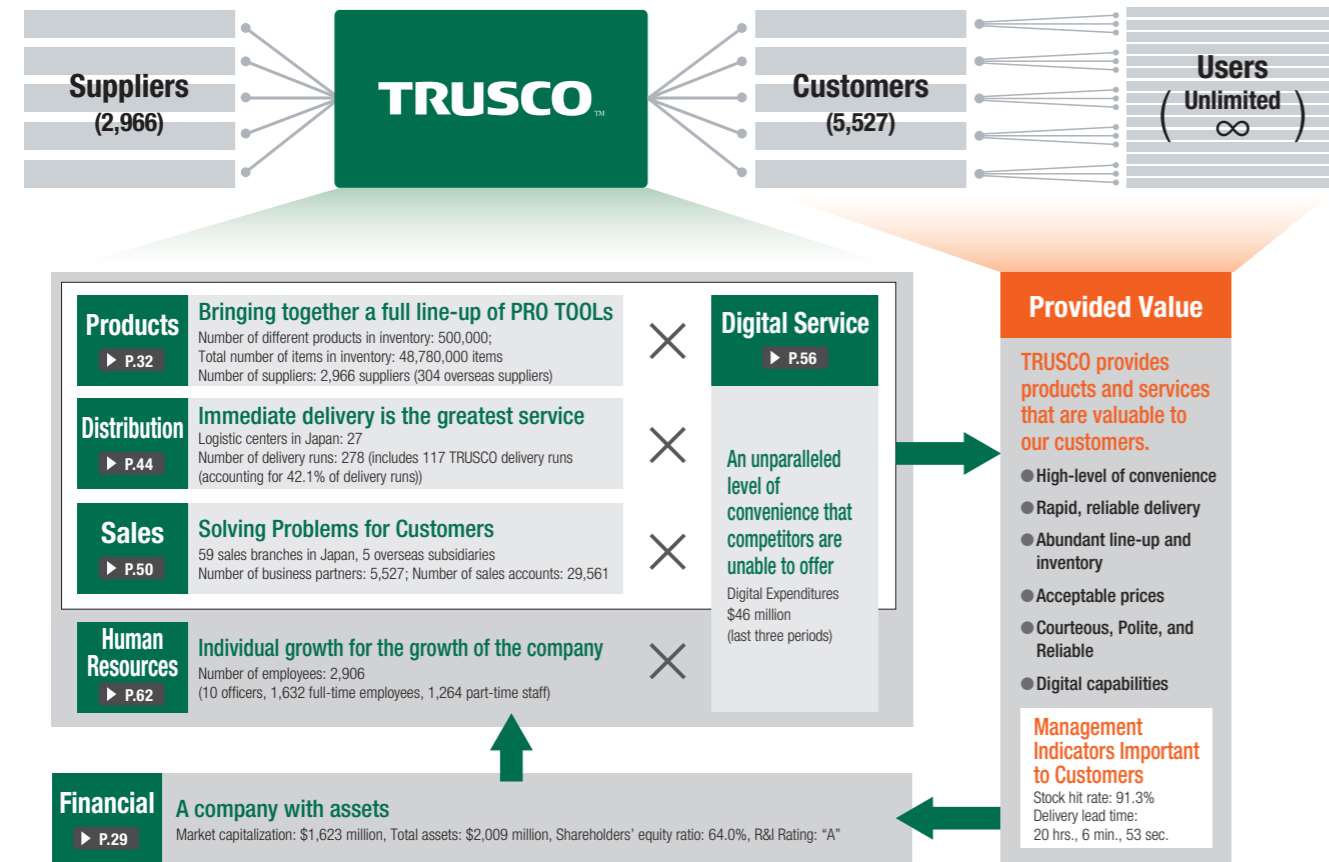 Suppliers
(2,966)
TRUSCO™
Customers
(5,527)
Users
( Unlimited
∞ )
Products
▶ P.32
Bringing together a full line-up of PRO TOOLs
Number of different products in inventory: 500,000;
Total number of items in inventory: 48,780,000 items
Number of suppliers: 2,966 suppliers (304 overseas suppliers)
×
Distribution
▶ P.44
Immediate delivery is the greatest service
Logistic centers in Japan: 27
Number of delivery runs: 278 (includes 117 TRUSCO delivery runs
(accounting for 42.1% of delivery runs))
×
Sales
▶ P.50
Solving Problems for Customers
59 sales branches in Japan, 5 overseas subsidiaries
Number of business partners: 5,527; Number of sales accounts: 29,561
×
Human
Resources
▶ P.62
Individual growth for the growth of the company
Number of employees: 2,906
(10 officers, 1,632 full-time employees, 1,264 part-time staff)
×
Digital Service
▶ P.56
An unparalleled
level of
convenience that
competitors are
unable to offer
Digital Expenditures
$46 million
(last three periods)
Provided Value
TRUSCO provides
products and services
that are valuable to
our customers.
● High-level of convenience
● Rapid, reliable delivery
● Abundant line-up and
inventory
● Acceptable prices
● Courteous, Polite, and
Reliable
● Digital capabilities
Management
Indicators Important
to Customers
Stock hit rate: 91.3%
Delivery lead time:
20 hrs., 6 min., 53 sec.
Financial
▶ P.29
A company with assets
Market capitalization: $1,623 million, Total assets: $2,009 million, Shareholders' equity ratio: 64.0%, R&I Rating: “A”